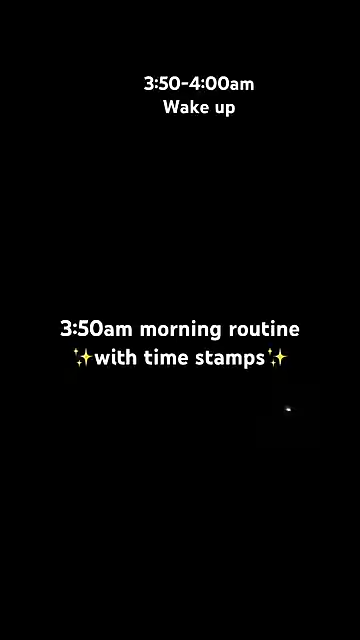 3:50-4:00am
Wake up
3:50am morning routine
✨with time stamps✨